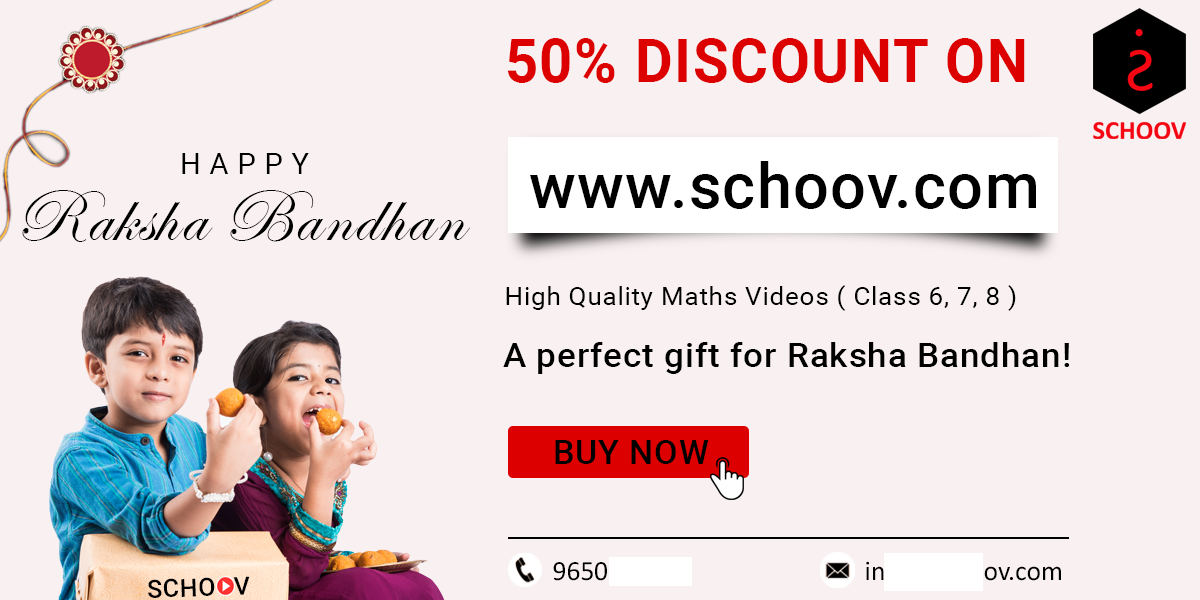 50% DISCOUNT ON
SCHOOV
www.schoov.com
HAPPY
Raksha Bandhan
High Quality Maths Videos ( Class 6, 7, 8 )
A perfect gift for Raksha Bandhan!
BUY NOW
9650
in ov.com
SCHOOV